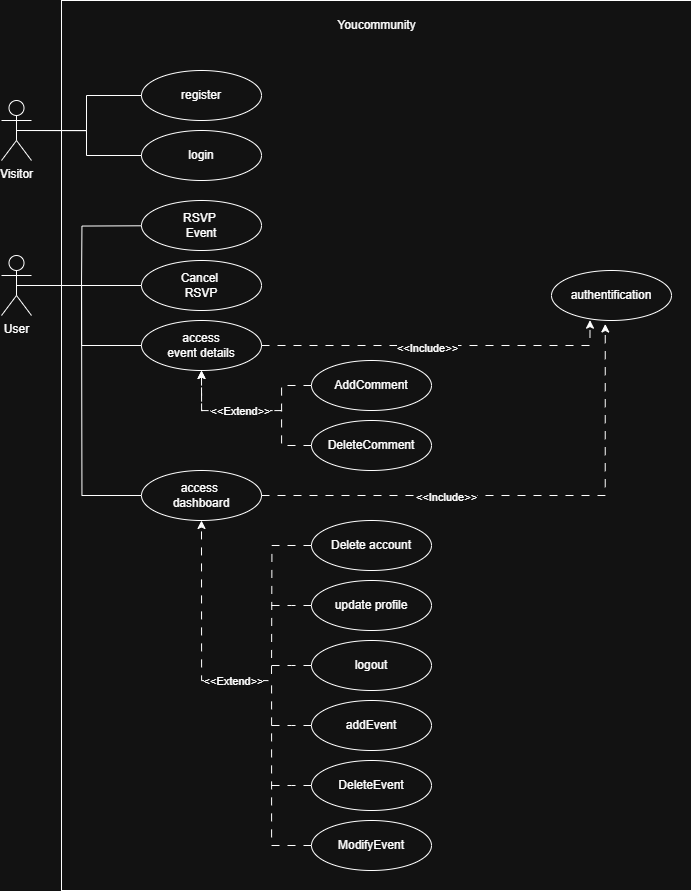 Youcommunity
register
Visitor
login
RSVP
Event
User
Cancel
RSVP
authentification
access
event details
<<Include>>
AddComment
<<Extend>>
DeleteComment
access
dashboard
<<Include>>
Delete account
update profile
logout
<<Extend>>
addEvent
DeleteEvent
ModifyEvent